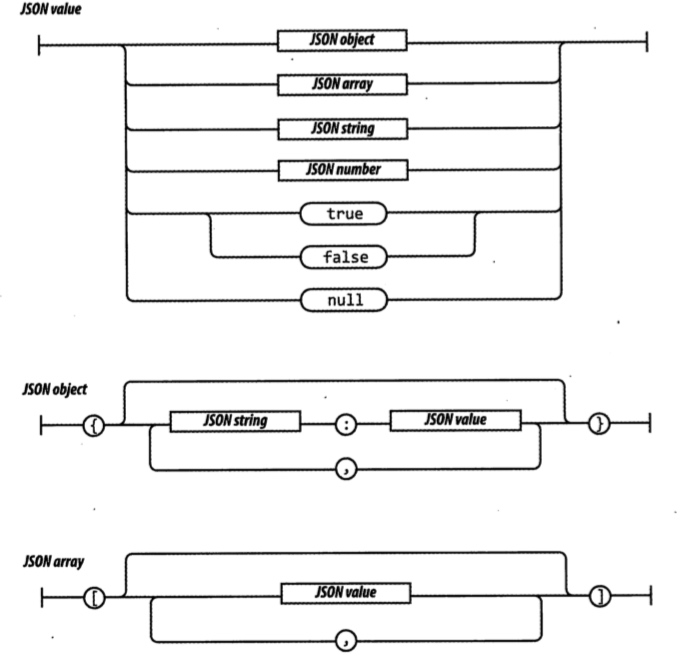 JSON value
JSON object
JSON array
JSON string
JSON number
true
false
null
JSON object
{ JSON string : JSON value }
,
JSON array
[ JSON value ]
,